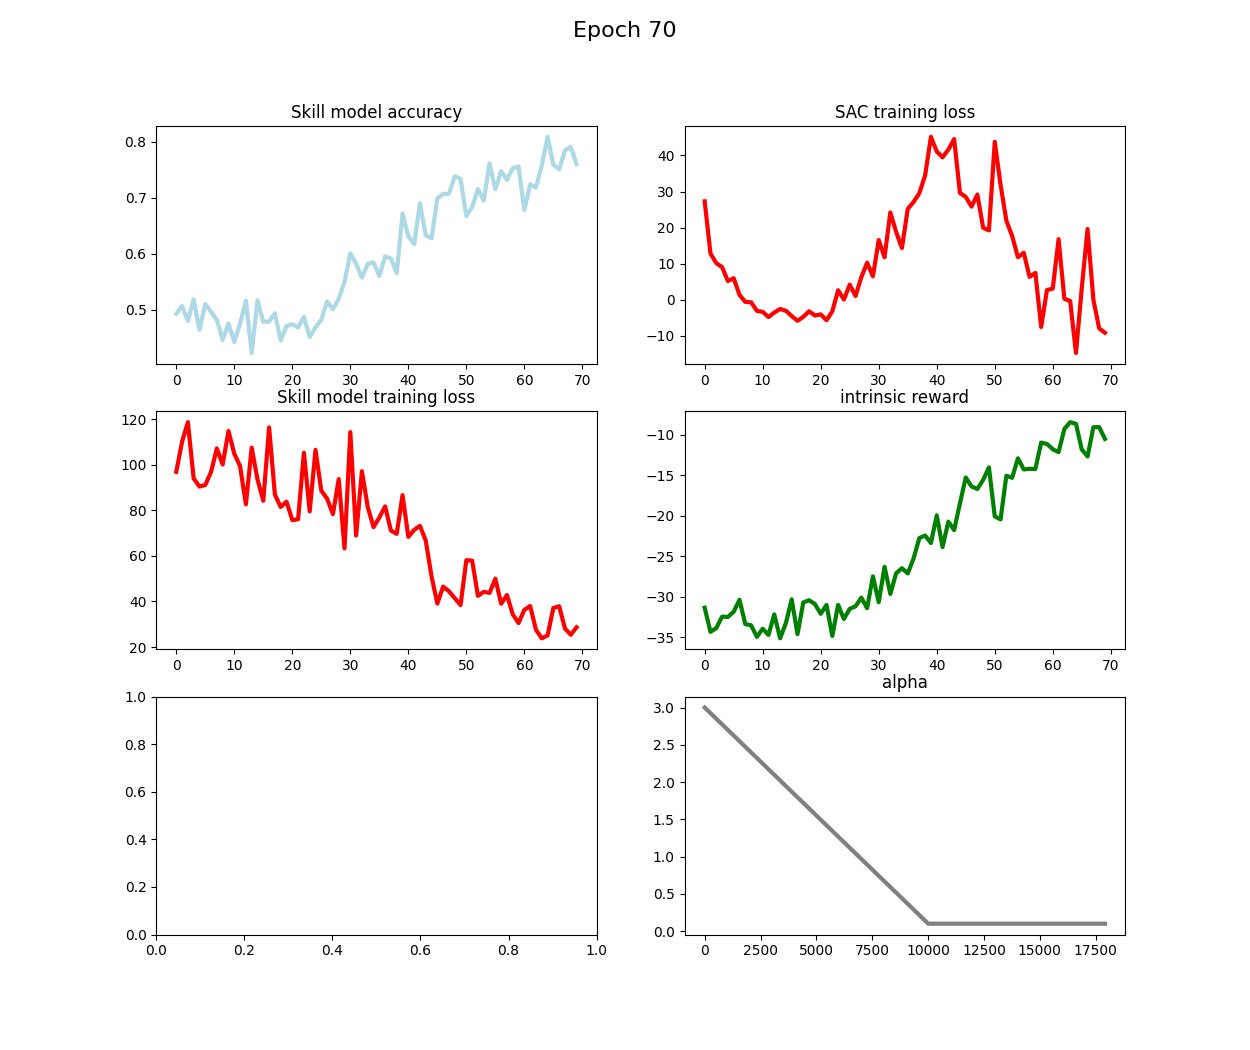 Epoch 70
Skill model accuracy
0.8
0.7
0.6
0.5
0 10 20 30 40 50 60 70
SAC training loss
40
30
20
10
0
−10
0 10 20 30 40 50 60 70
Skill model training loss
120
100
80
60
40
20
0 10 20 30 40 50 60 70
intrinsic reward
−10
−15
−20
−25
−30
−35
0 10 20 30 40 50 60 70
1.0
0.8
0.6
0.4
0.2
0.0
0.0 0.2 0.4 0.6 0.8 1.0
alpha
3.0
2.5
2.0
1.5
1.0
0.5
0.0
0 2500 5000 7500 10000 12500 15000 17500